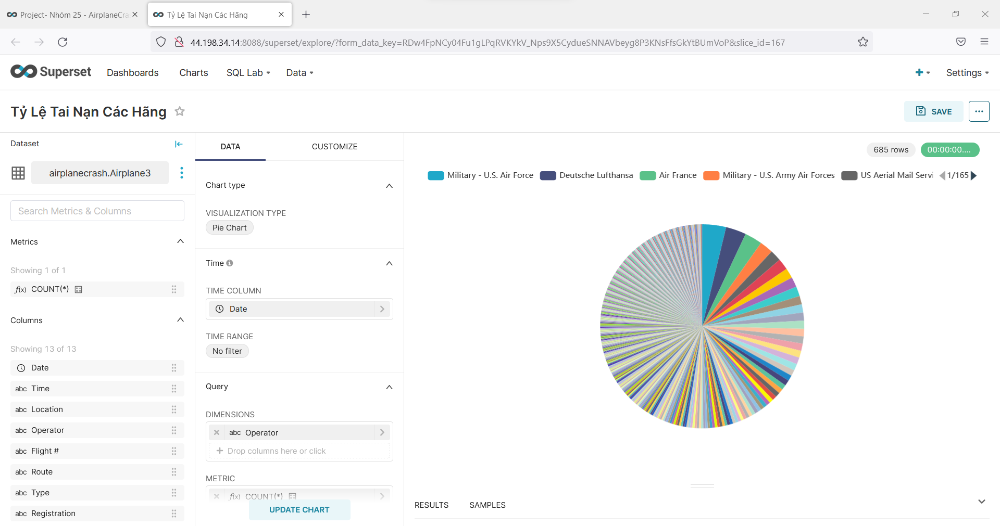 Project- Nhóm 25 - AirplaneCra
Tỷ Lệ Tai Nạn Các Hãng
44.198.34.14:8088/superset/explore/?form_data_key=RDw4FpNCy04Fu1gLPqRVKYkV_Nps9X5CydueSNNAVbeyg8P3KNsFfsGkYtBUmVoP&slice_id=167
Superset
Dashboards
Charts
SQL Lab
Data
Settings
Tỷ Lệ Tai Nạn Các Hãng
SAVE
Dataset
airplanecrash.Airplane3
Search Metrics & Columns
Metrics
Showing 1 of 1
f(x) COUNT(*)
Columns
Showing 13 of 13
Date
abc Time
abc Location
abc Operator
abc Flight #
abc Route
abc Type
abc Registration
DATA
CUSTOMIZE
Chart type
VISUALIZATION TYPE
Pie Chart
Time
TIME COLUMN
Date
TIME RANGE
No filter
Query
DIMENSIONS
abc Operator
Drop columns here or click
METRIC
f(x) COUNT(*)
UPDATE CHART
685 rows
00:00:00....
Military - U.S. Air Force
Deutsche Lufthansa
Air France
Military - U.S. Army Air Forces
US Aerial Mail Servi
1/165
RESULTS
SAMPLES